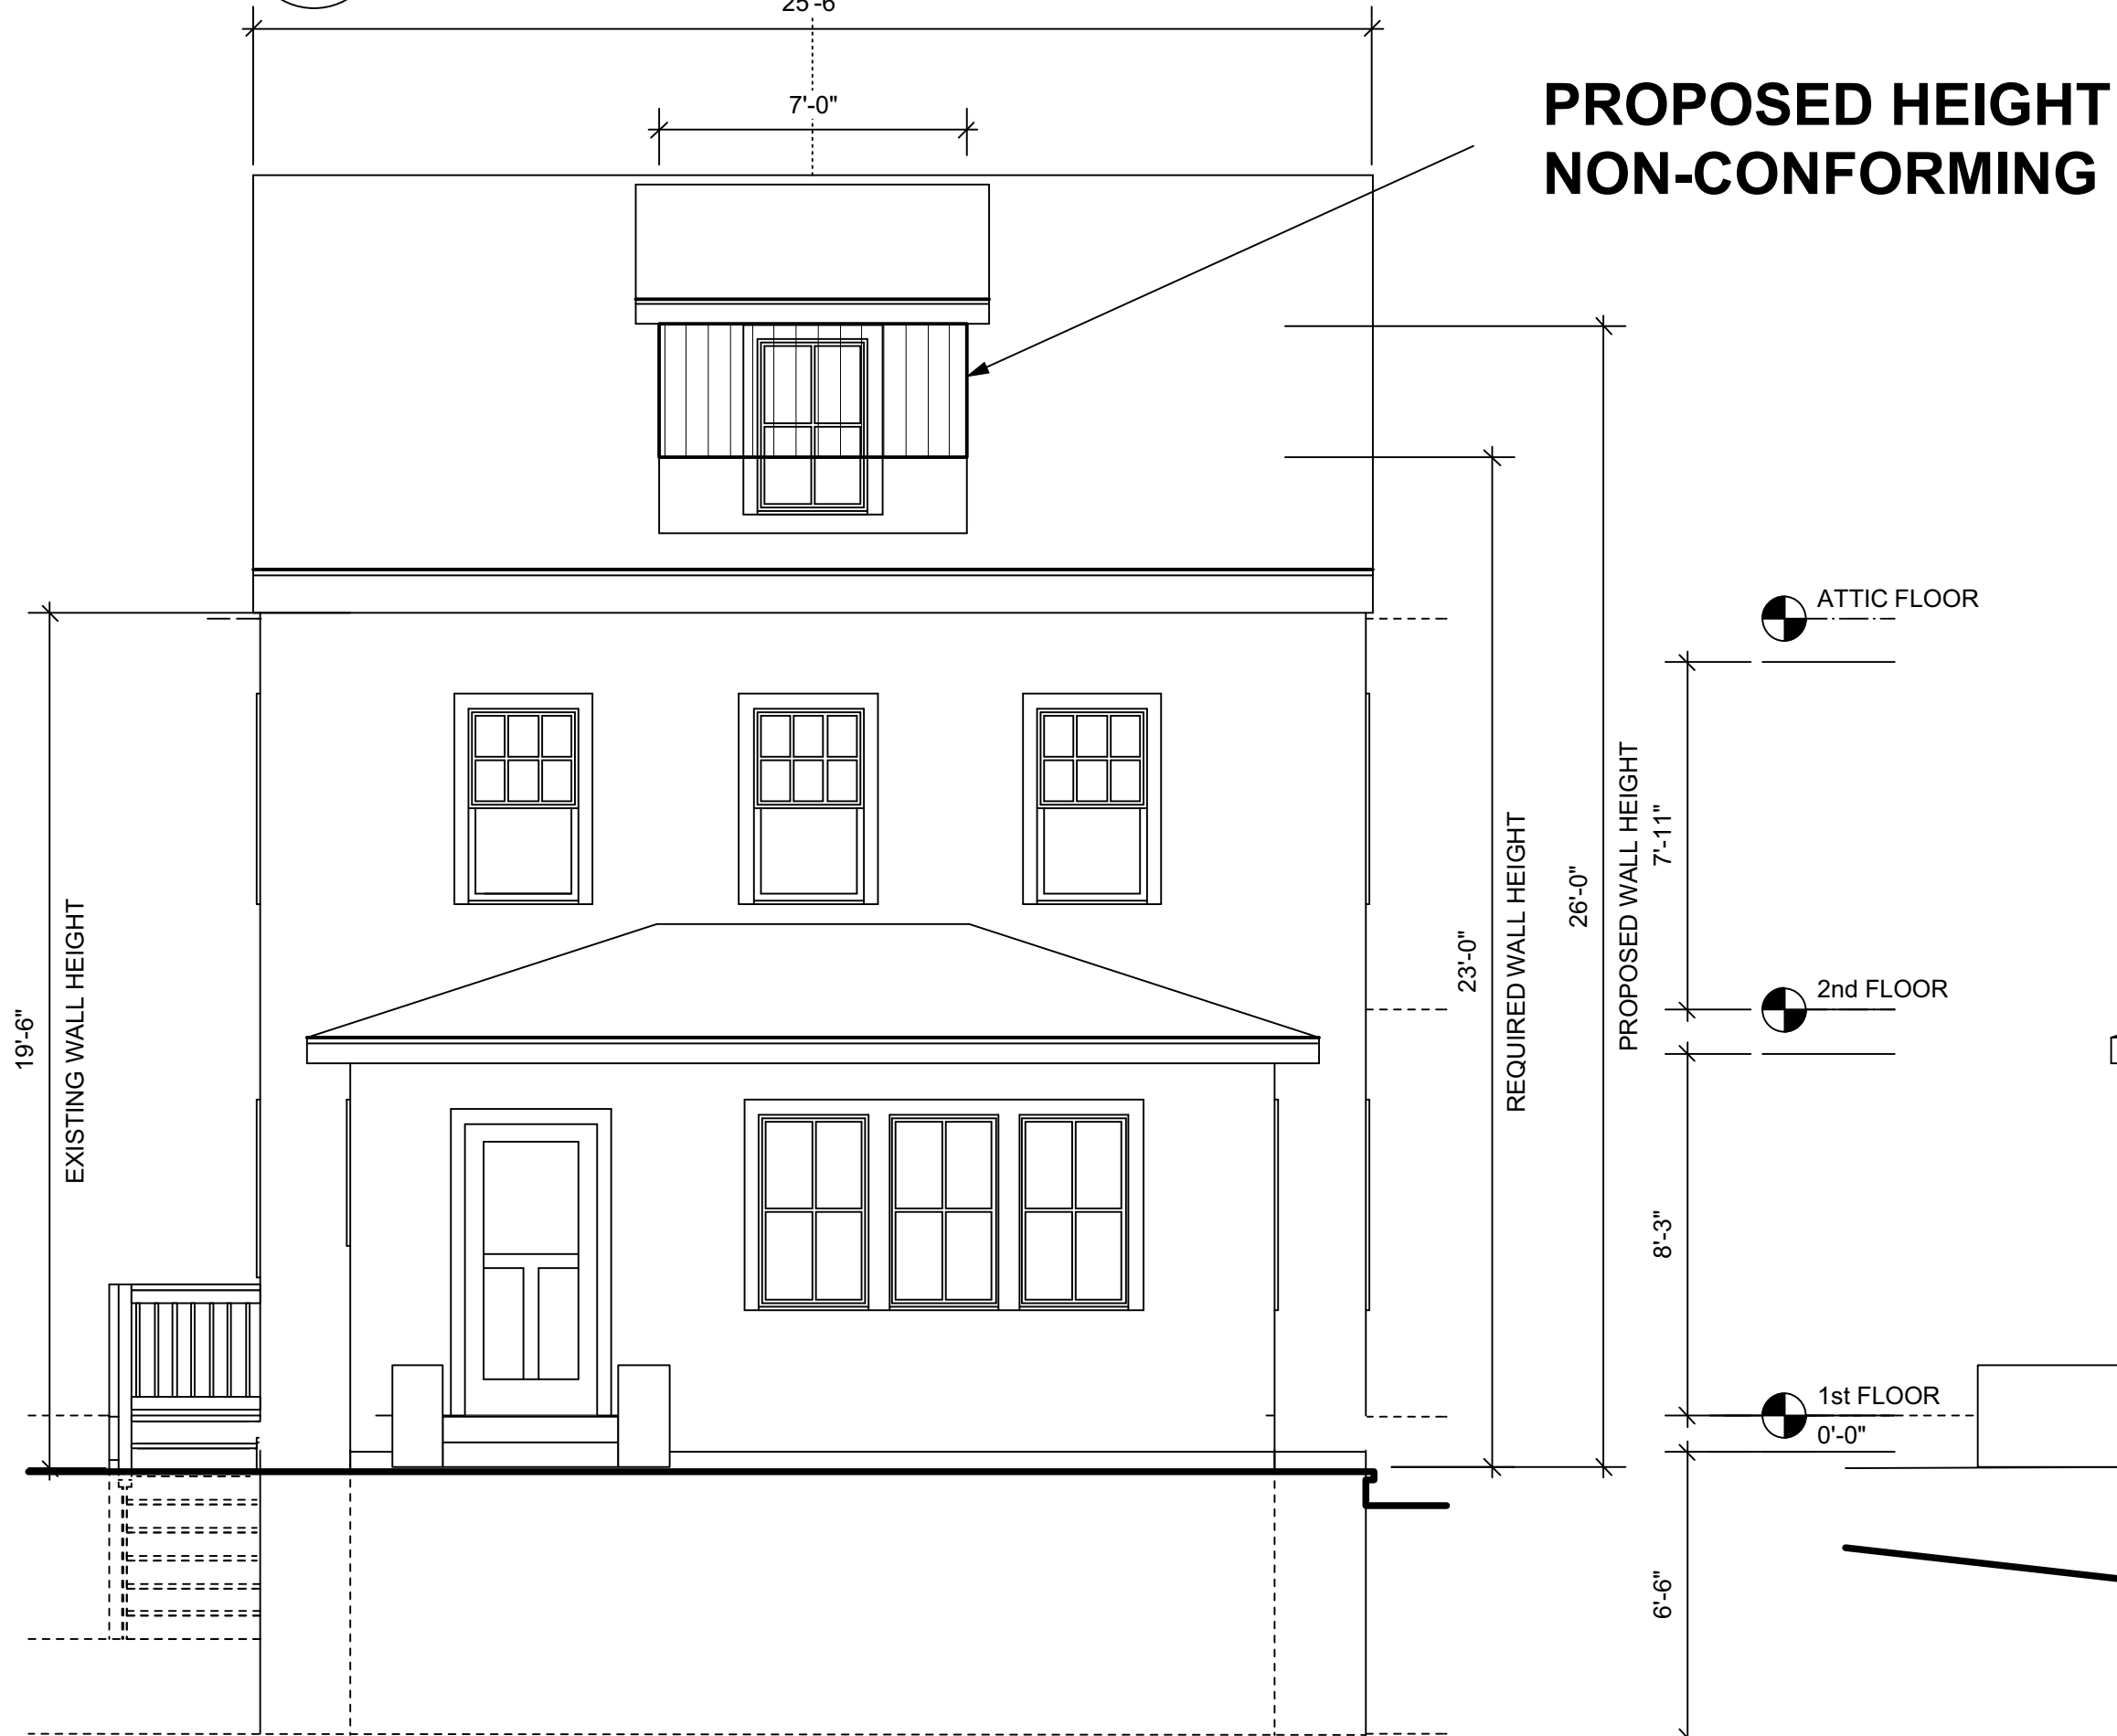 25'-6
7'-0"
PROPOSED HEIGHT
NON-CONFORMING
ATTIC FLOOR
7'-11"
2nd FLOOR
8'-3"
1st FLOOR
0'-0"
6'-6"
19'-6"
EXISTING WALL HEIGHT
23'-0"
REQUIRED WALL HEIGHT
26'-0"
PROPOSED WALL HEIGHT